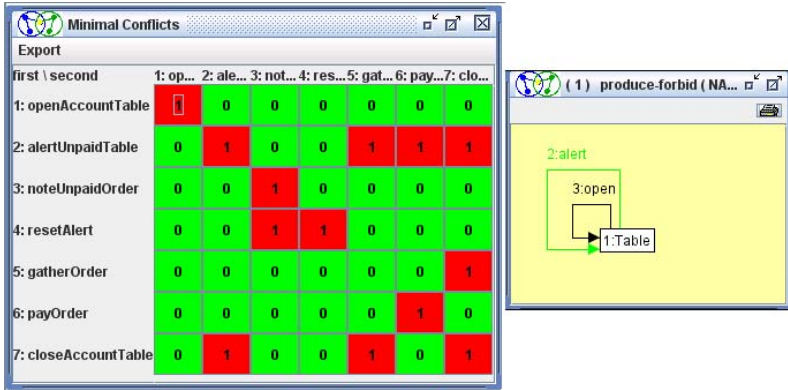 Minimal Conflicts
Export
first \ second 1: op... 2: ale... 3: not... 4: res... 5: gat... 6: pay... 7: clo...
1: openAccountTable 1 0 0 0 0 0 0
2: alertUnpaidTable 0 1 0 0 1 1 1
3: noteUnpaidOrder 0 0 1 0 0 0 0
4: resetAlert 0 0 1 1 0 0 0
5: gatherOrder 0 0 0 0 0 0 1
6: payOrder 0 0 0 0 0 1 0
7: closeAccountTable 0 1 0 0 1 0 1
( 1 ) produce-forbid ( NA...
2:alert
3:open
1:Table